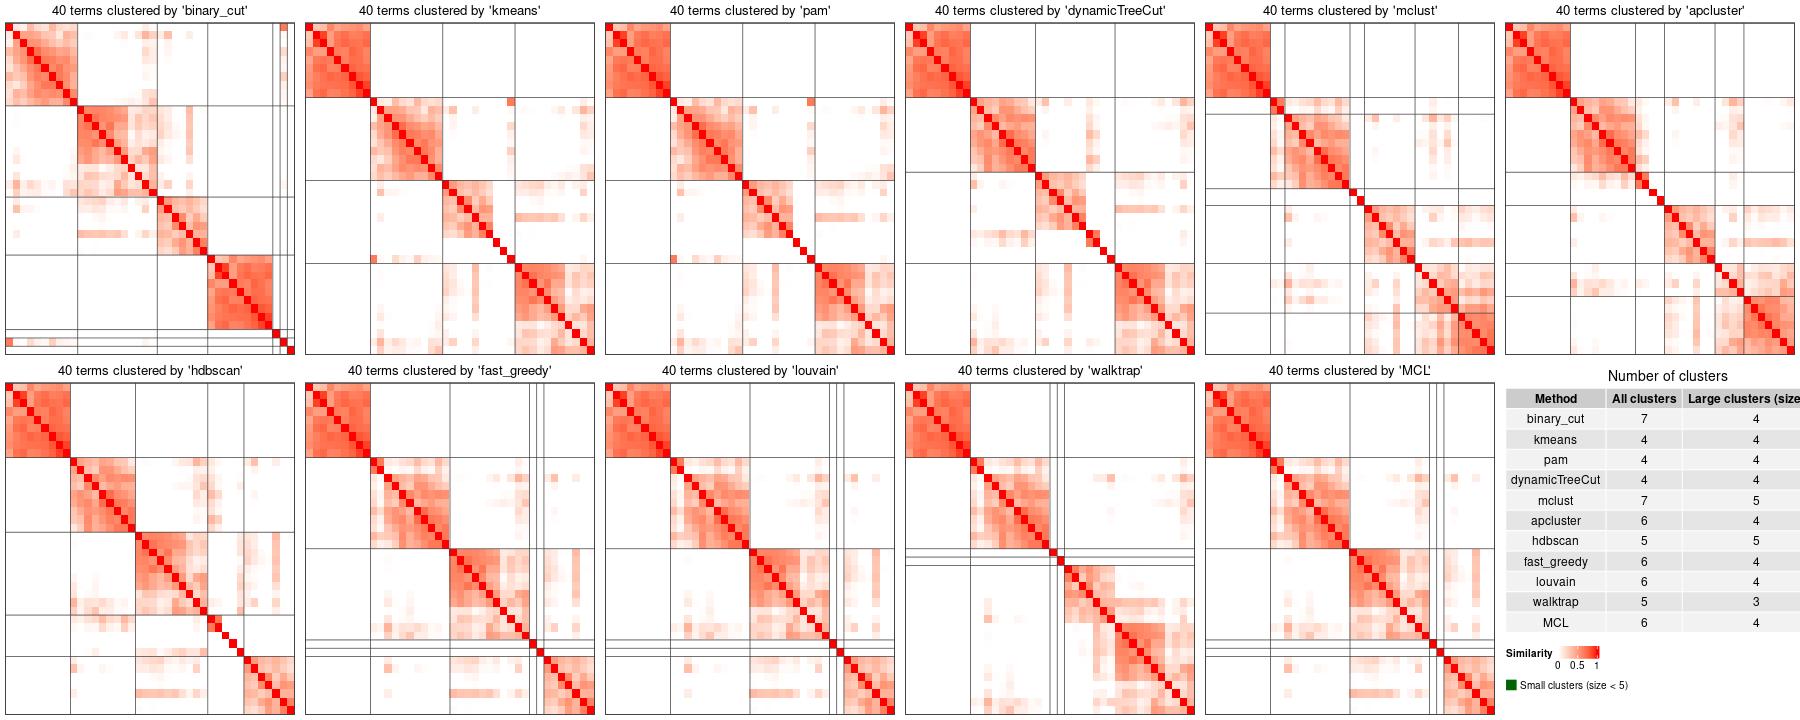 40 terms clustered by 'binary_cut'
40 terms clustered by 'kmeans'
40 terms clustered by 'pam'
40 terms clustered by 'dynamicTreeCut'
40 terms clustered by 'mclust'
40 terms clustered by 'apcluster'
40 terms clustered by 'hdbscan'
40 terms clustered by 'fast_greedy'
40 terms clustered by 'louvain'
40 terms clustered by 'walktrap'
40 terms clustered by 'MCL'
Number of clusters
Method All clusters Large clusters (size
binary_cut 7 4
kmeans 4 4
pam 4 4
dynamicTreeCut 4 4
mclust 7 5
apcluster 6 4
hdbscan 5 5
fast_greedy 6 4
louvain 6 4
walktrap 5 3
MCL 6 4
Similarity
0 0.5 1
Small clusters (size < 5)